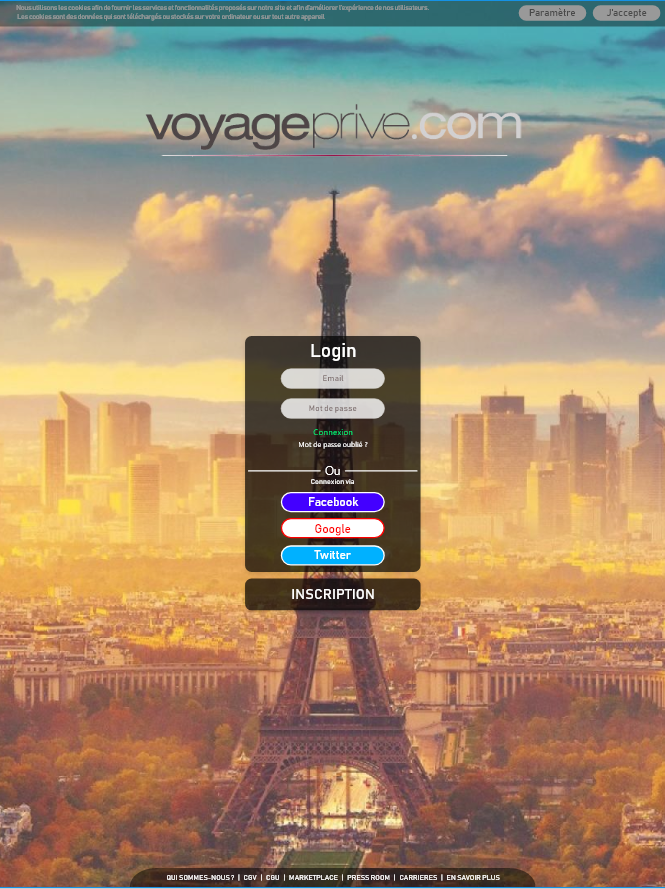 Nous utilisons les cookies afin de fournir les services et fonctionnalités proposés sur notre site et afin d'améliorer l'expérience de nos utilisateurs.
Les cookies sont des données qui sont téléchargés ou stockés sur votre ordinateur ou sur tout autre appareil.
Paramètre
J'accepte
voyageprive.com
Login
Email
Mot de passe
Connexion
Mot de passe oublié ?
Ou
Connexion via
Facebook
Google
Twitter
INSCRIPTION
QUI SOMMES-NOUS ? | CGV | CGU | MARKETPLACE | PRESS ROOM | CARRIERES | EN SAVOIR PLUS